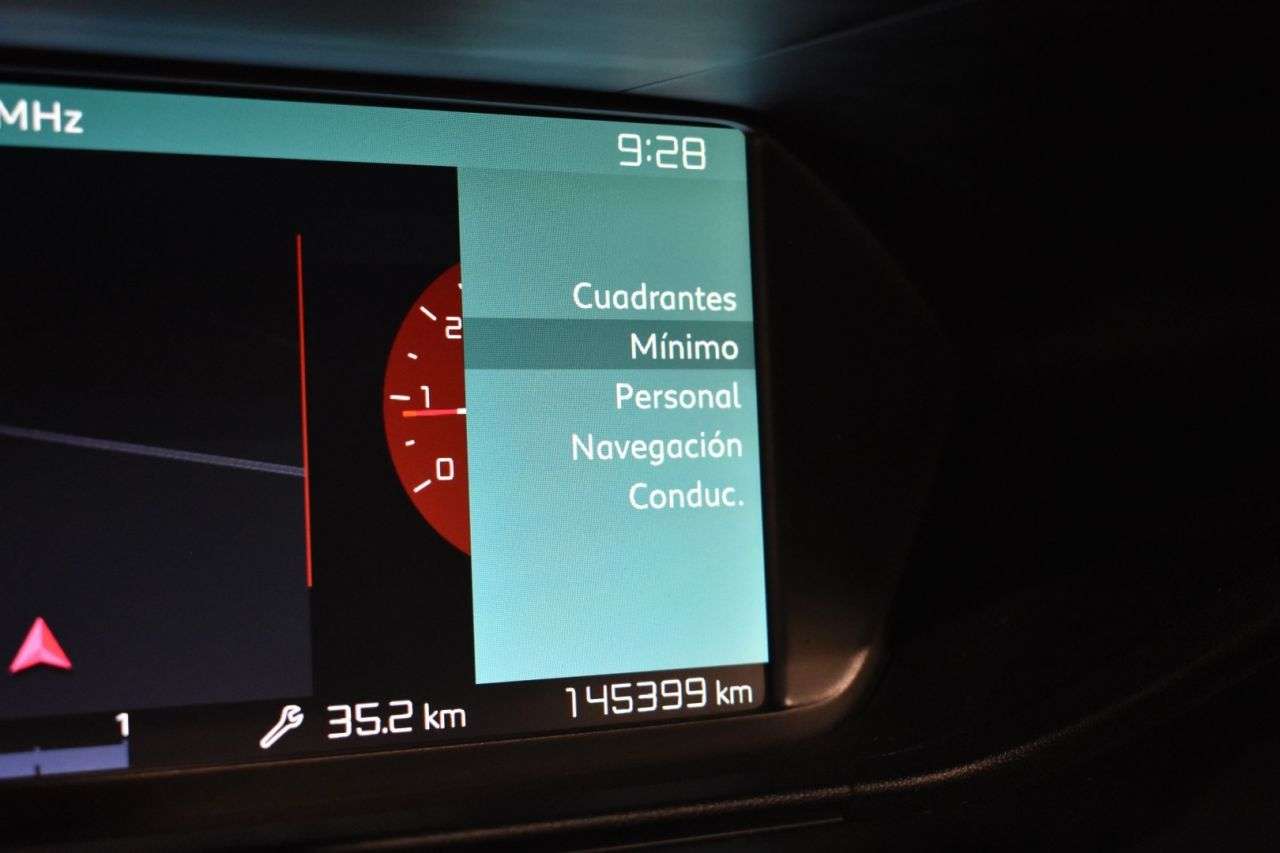 MHz
9:28
Cuadrantes
Mínimo
Personal
Navegación
Conduc.
2
1
0
1
35.2 km
145399 km